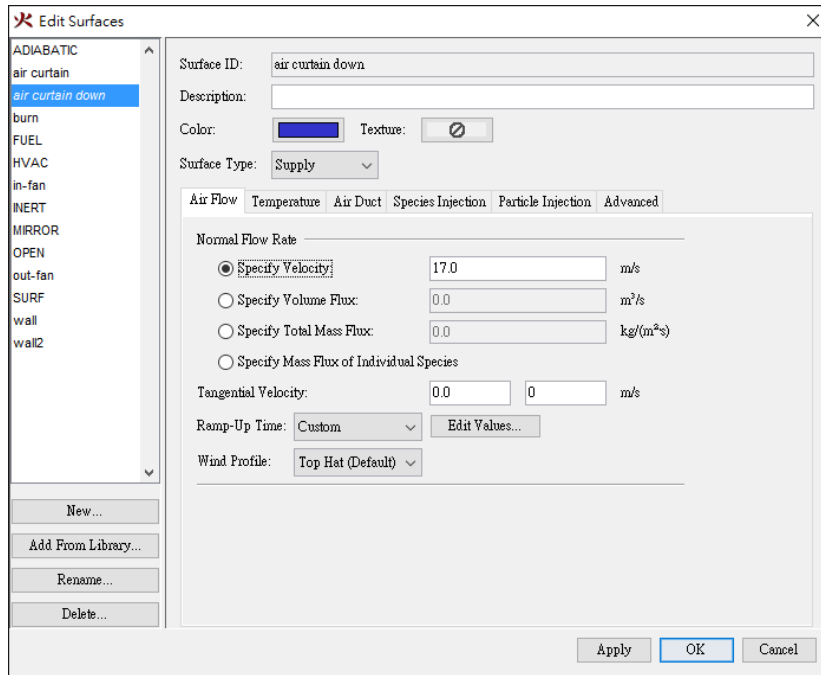 火 Edit Surfaces
ADIABATIC
air curtain
air curtain down
burn
FUEL
HVAC
in-fan
INERT
MIRROR
OPEN
out-fan
SURF
wall
wall2
New...
Add From Library...
Rename...
Delete...
Surface ID: air curtain down
Description:
Color: Texture:
Surface Type: Supply
Air Flow Temperature Air Duct Species Injection Particle Injection Advanced
Normal Flow Rate
Specify Velocity: 17.0 m/s
Specify Volume Flux: 0.0 m³/s
Specify Total Mass Flux: 0.0 kg/(m²s)
Specify Mass Flux of Individual Species
Tangential Velocity: 0.0 0 m/s
Ramp-Up Time: Custom Edit Values...
Wind Profile: Top Hat (Default)
Apply OK Cancel